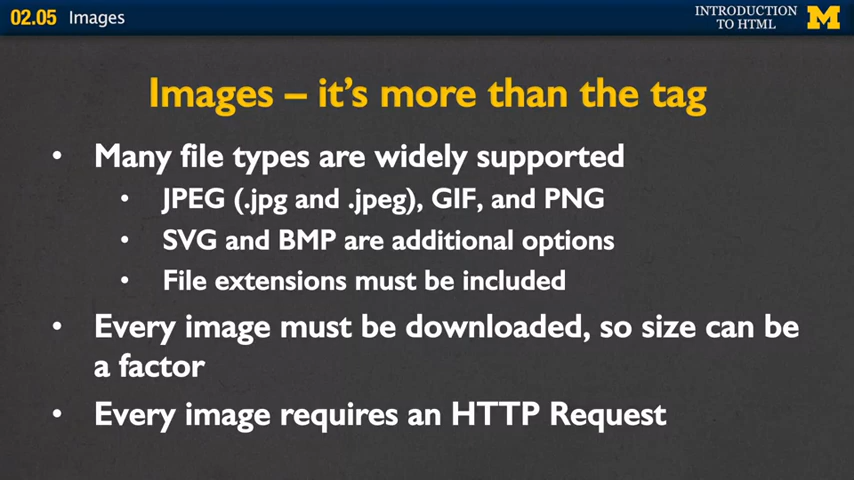 02.05 Images
INTRODUCTION
TO HTML
M
Images – it's more than the tag
• Many file types are widely supported
• JPEG (.jpg and .jpeg), GIF, and PNG
• SVG and BMP are additional options
• File extensions must be included
• Every image must be downloaded, so size can be
a factor
• Every image requires an HTTP Request